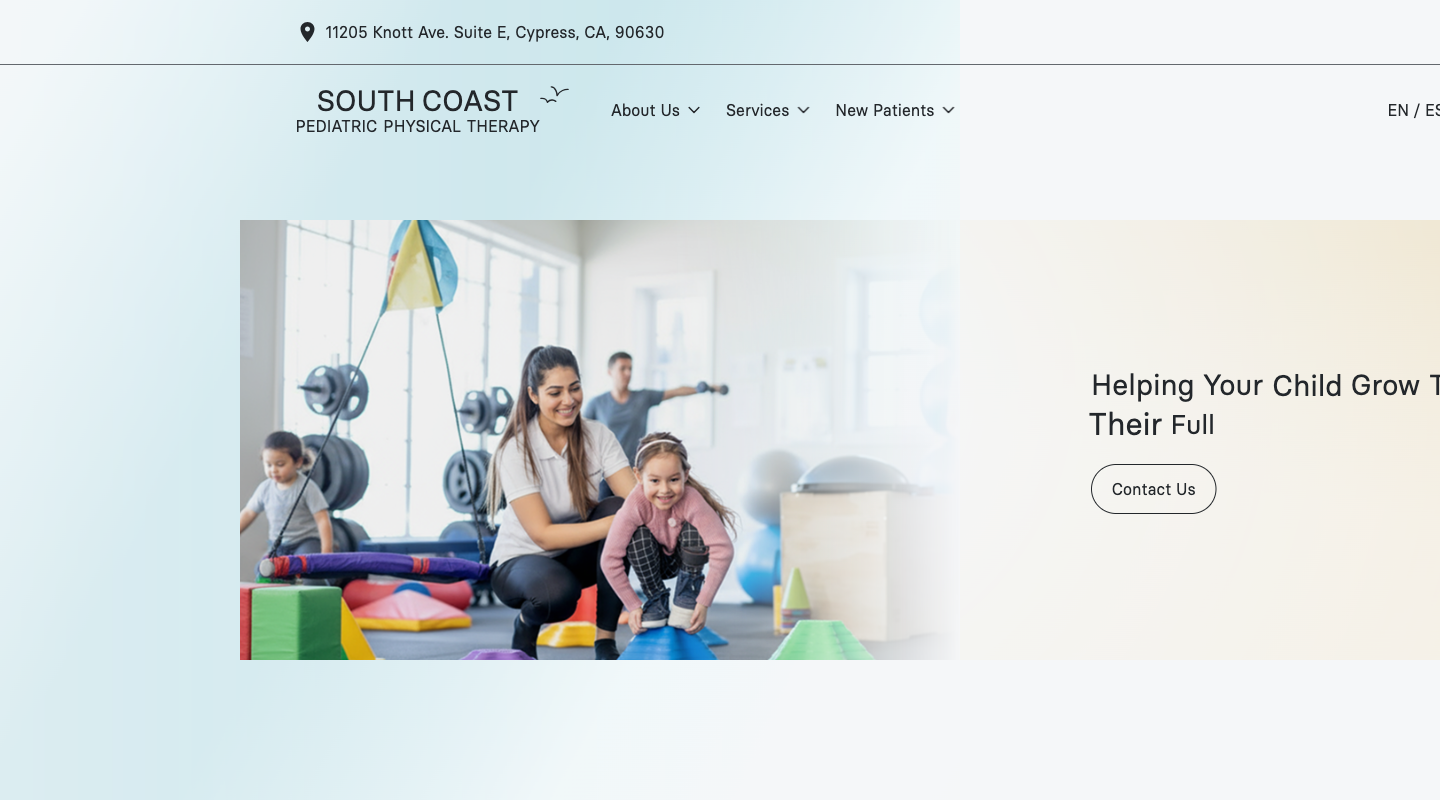 11205 Knott Ave. Suite E, Cypress, CA, 90630
SOUTH COAST
PEDIATRIC PHYSICAL THERAPY
About Us
Services
New Patients
EN / ES
Helping Your Child Grow T
Their Full
Contact Us